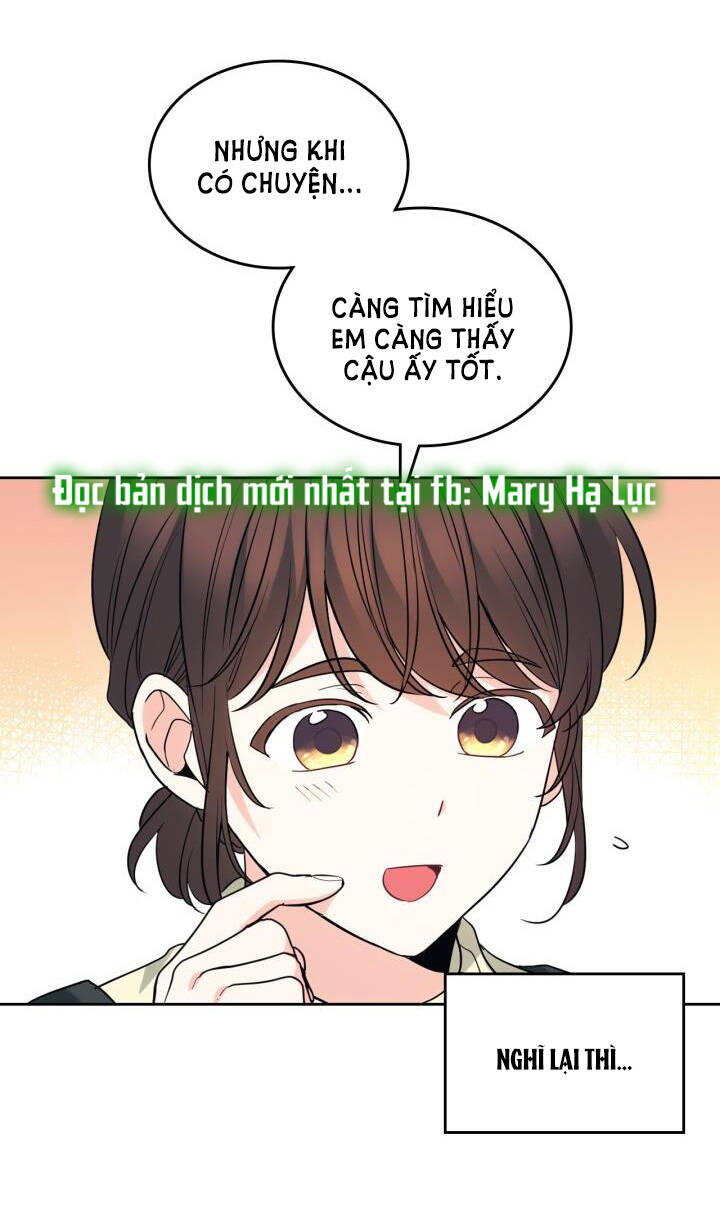 NHƯNG KHI
CÓ CHUYỆN...
CÀNG TÌM HIỂU
EM CÀNG THẤY
CẬU ẤY TỐT.
Đọc bản dịch mới nhất tại fb: Mary Hạ Lục
NGHĨ LẠI THÌ...